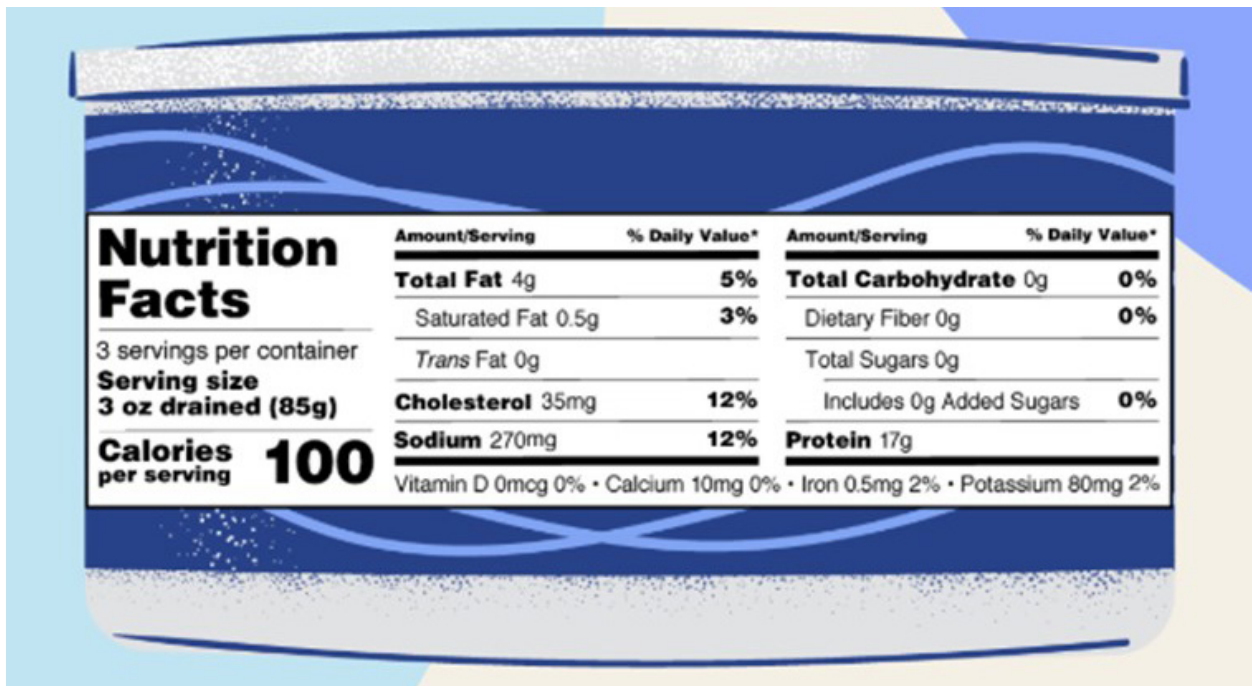 Nutrition
Facts
3 servings per container
Serving size
3 oz drained (85g)
Calories
per serving 100
Amount/Serving % Daily Value*
Total Fat 4g 5%
Saturated Fat 0.5g 3%
Trans Fat 0g
Cholesterol 35mg 12%
Sodium 270mg 12%
Amount/Serving % Daily Value*
Total Carbohydrate 0g 0%
Dietary Fiber 0g 0%
Total Sugars 0g
Includes 0g Added Sugars 0%
Protein 17g
Vitamin D 0mcg 0% • Calcium 10mg 0% • Iron 0.5mg 2% • Potassium 80mg 2%